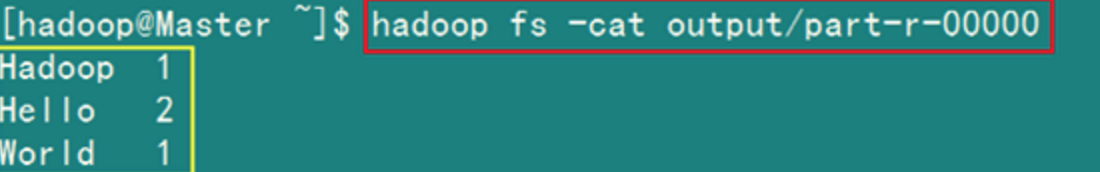 [hadoop@Master ~]$ hadoop fs -cat output/part-r-00000
Hadoop 1
Hello 2
World 1